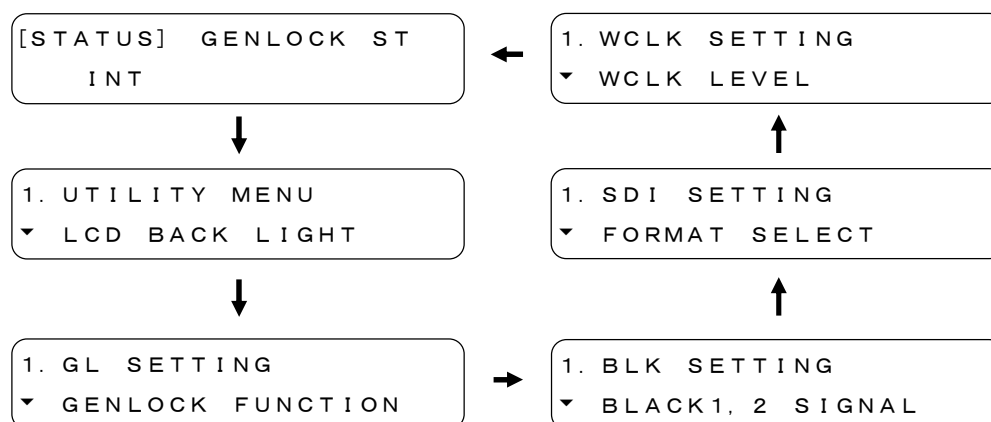 [STATUS] GENLOCK ST
INT
1. UTILITY MENU
▼ LCD BACK LIGHT
1. GL SETTING
▼ GENLOCK FUNCTION
1. BLK SETTING
▼ BLACK1, 2 SIGNAL
1. SDI SETTING
▼ FORMAT SELECT
1. WCLK SETTING
▼ WCLK LEVEL